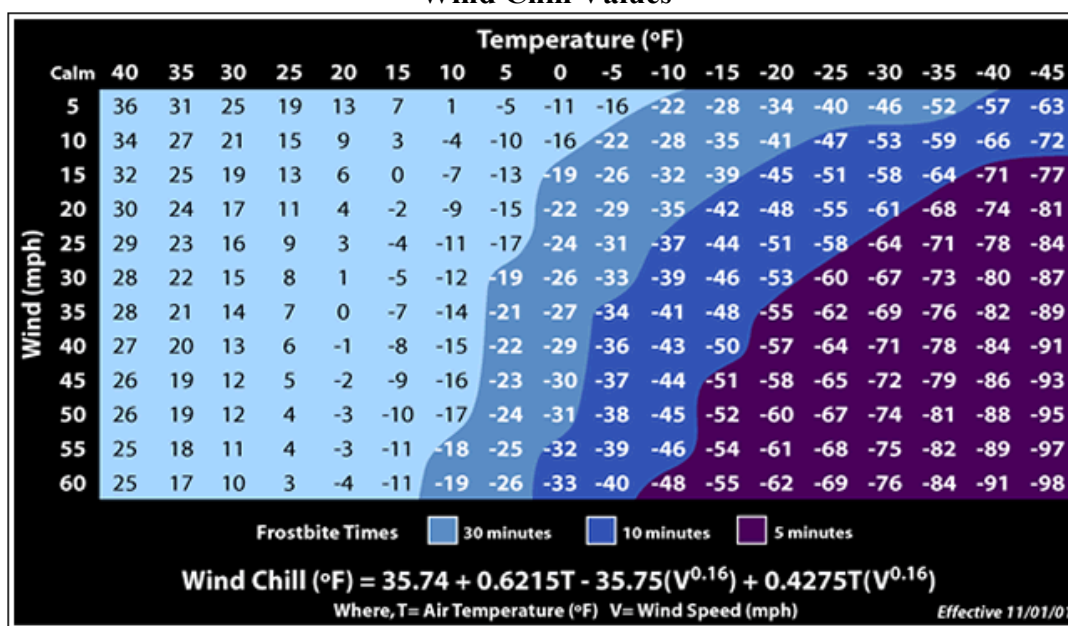 Wind Chill Values
Temperature (ºF)
Calm 40 35 30 25 20 15 10 5 0 -5 -10 -15 -20 -25 -30 -35 -40 -45
5 36 31 25 19 13 7 1 -5 -11 -16 -22 -28 -34 -40 -46 -52 -57 -63
10 34 27 21 15 9 3 -4 -10 -16 -22 -28 -35 -41 -47 -53 -59 -66 -72
15 32 25 19 13 6 0 -7 -13 -19 -26 -32 -39 -45 -51 -58 -64 -71 -77
20 30 24 17 11 4 -2 -9 -15 -22 -29 -35 -42 -48 -55 -61 -68 -74 -81
25 29 23 16 9 3 -4 -11 -17 -24 -31 -37 -44 -51 -58 -64 -71 -78 -84
30 28 22 15 8 1 -5 -12 -19 -26 -33 -39 -46 -53 -60 -67 -73 -80 -87
35 28 21 14 7 0 -7 -14 -21 -27 -34 -41 -48 -55 -62 -69 -76 -82 -89
40 27 20 13 6 -1 -8 -15 -22 -29 -36 -43 -50 -57 -64 -71 -78 -84 -91
45 26 19 12 5 -2 -9 -16 -23 -30 -37 -44 -51 -58 -65 -72 -79 -86 -93
50 26 19 12 4 -3 -10 -17 -24 -31 -38 -45 -52 -60 -67 -74 -81 -88 -95
55 25 18 11 4 -3 -11 -18 -25 -32 -39 -46 -54 -61 -68 -75 -82 -89 -97
60 25 17 10 3 -4 -11 -19 -26 -33 -40 -48 -55 -62 -69 -76 -84 -91 -98
Wind (mph)
Frostbite Times 30 minutes 10 minutes 5 minutes
Wind Chill (ºF) = 35.74 + 0.6215T - 35.75(V^0.16) + 0.4275T(V^0.16)
Where, T= Air Temperature (ºF) V= Wind Speed (mph)
Effective 11/01/01